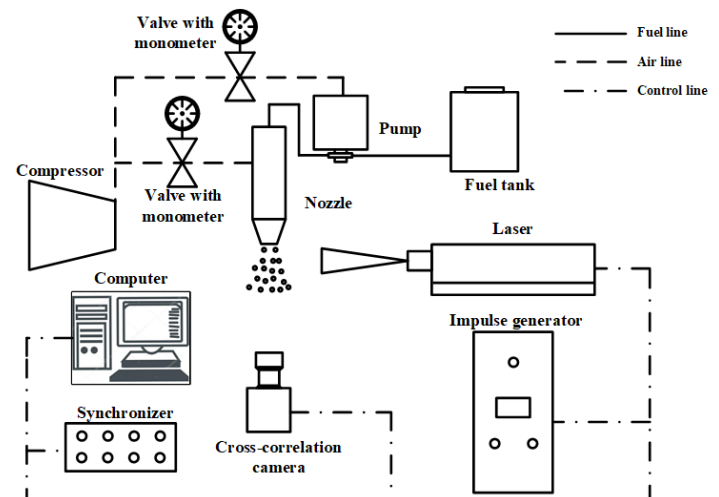 Valve with
monometer
Fuel line
Air line
Control line
Pump
Compressor
Valve with
monometer
Fuel tank
Nozzle
Laser
Computer
Impulse generator
Synchronizer
Cross-correlation
camera